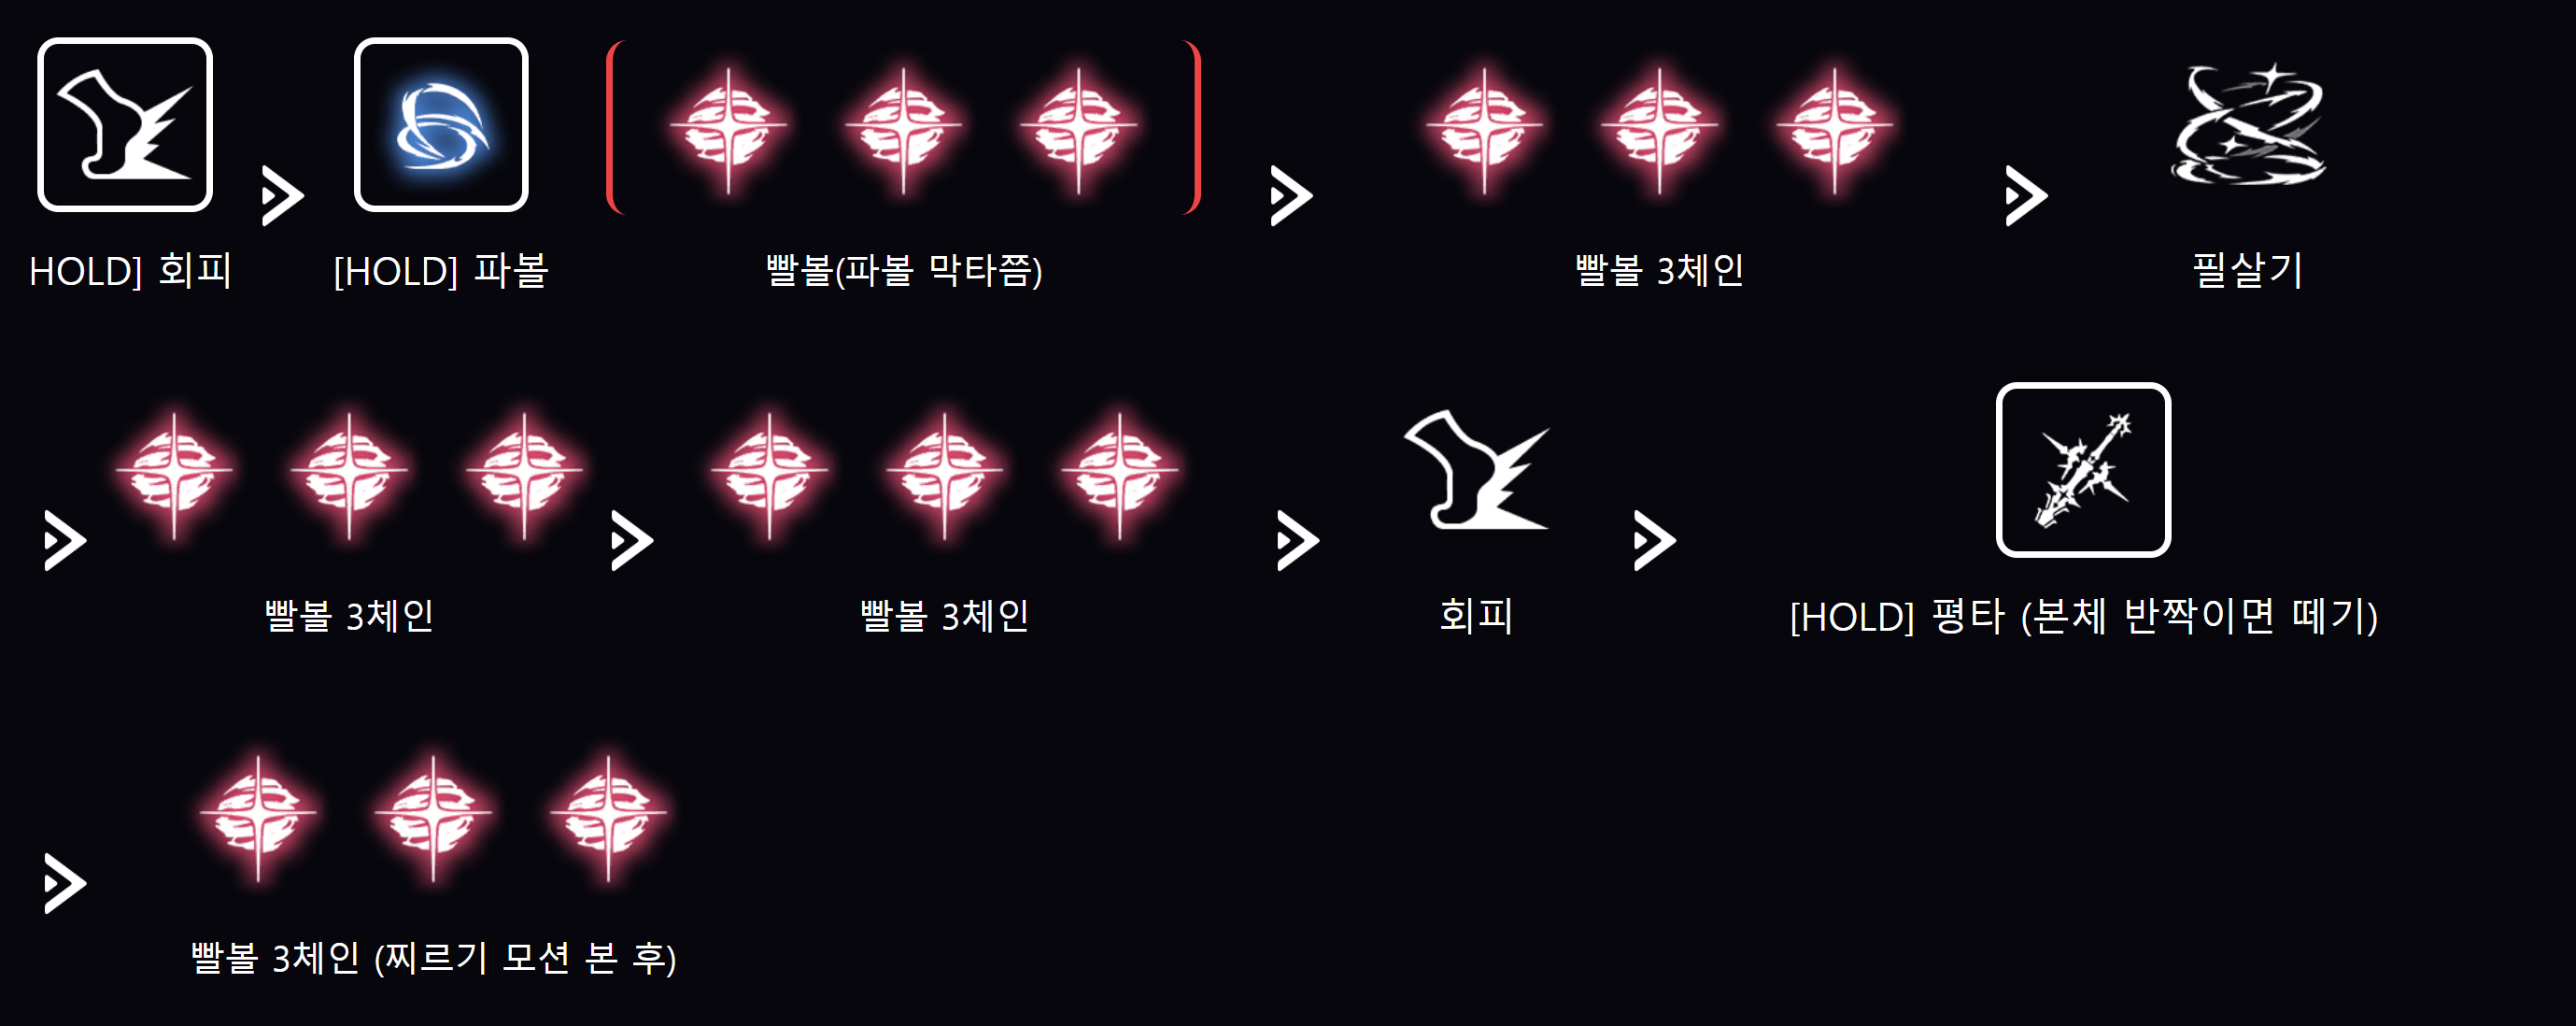 HOLD] 회피
[HOLD] 파볼
빨볼(파볼 막타쯤)
빨볼 3체인
필살기
빨볼 3체인
빨볼 3체인
회피
[HOLD] 평타 (본체 반짝이면 떼기)
빨볼 3체인 (찌르기 모션 본 후)